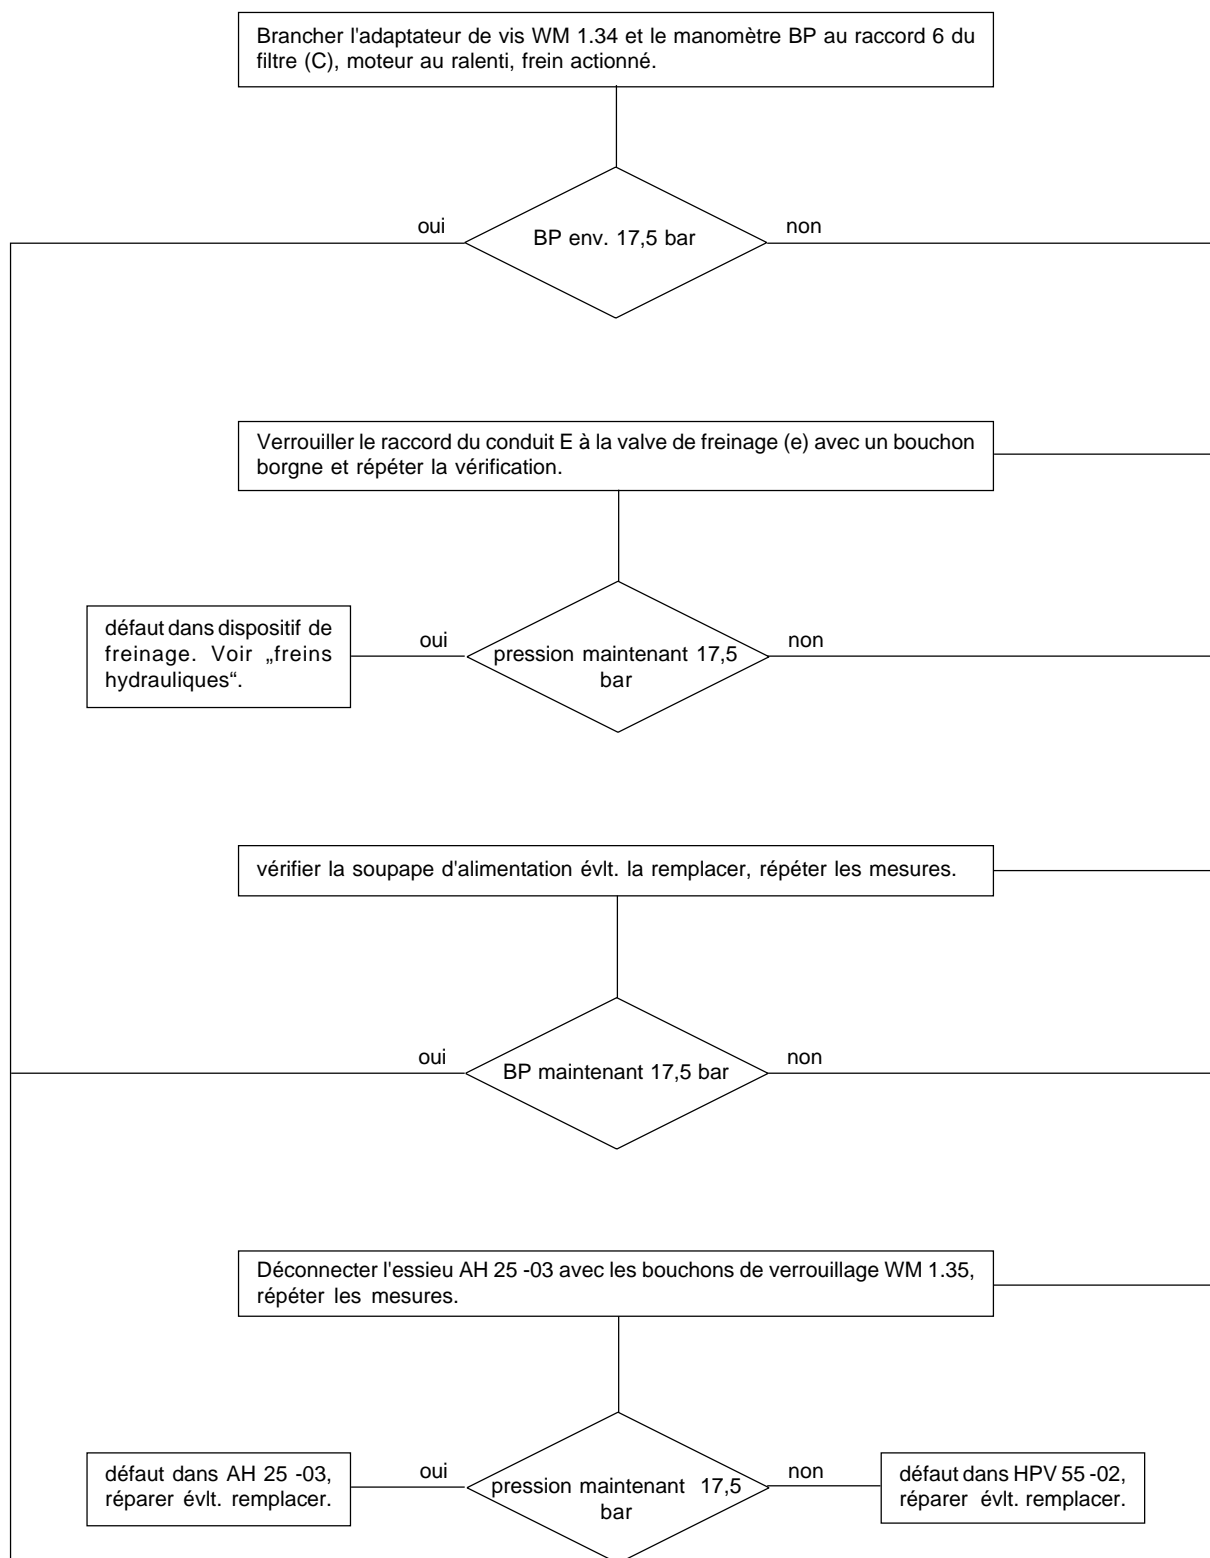 Brancher l'adaptateur de vis WM 1.34 et le manomètre BP au raccord 6 du
filtre (C), moteur au ralenti, frein actionné.
oui
BP env. 17,5 bar
non
Verrouiller le raccord du conduit E à la valve de freinage (e) avec un bouchon
borgne et répéter la vérification.
défaut dans dispositif de
freinage. Voir „freins
hydrauliques“.
oui
pression maintenant 17,5
bar
non
vérifier la soupape d'alimentation évlt. la remplacer, répéter les mesures.
oui
BP maintenant 17,5 bar
non
Déconnecter l'essieu AH 25 -03 avec les bouchons de verrouillage WM 1.35,
répéter les mesures.
défaut dans AH 25 -03,
réparer évlt. remplacer.
oui
pression maintenant 17,5
bar
non
défaut dans HPV 55 -02,
réparer évlt. remplacer.